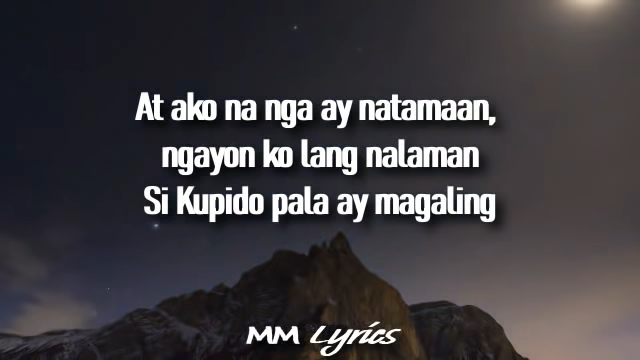 At ako na nga ay natamaan,
ngayon ko lang nalaman
Si Kupido pala ay magaling
MM Lyrics